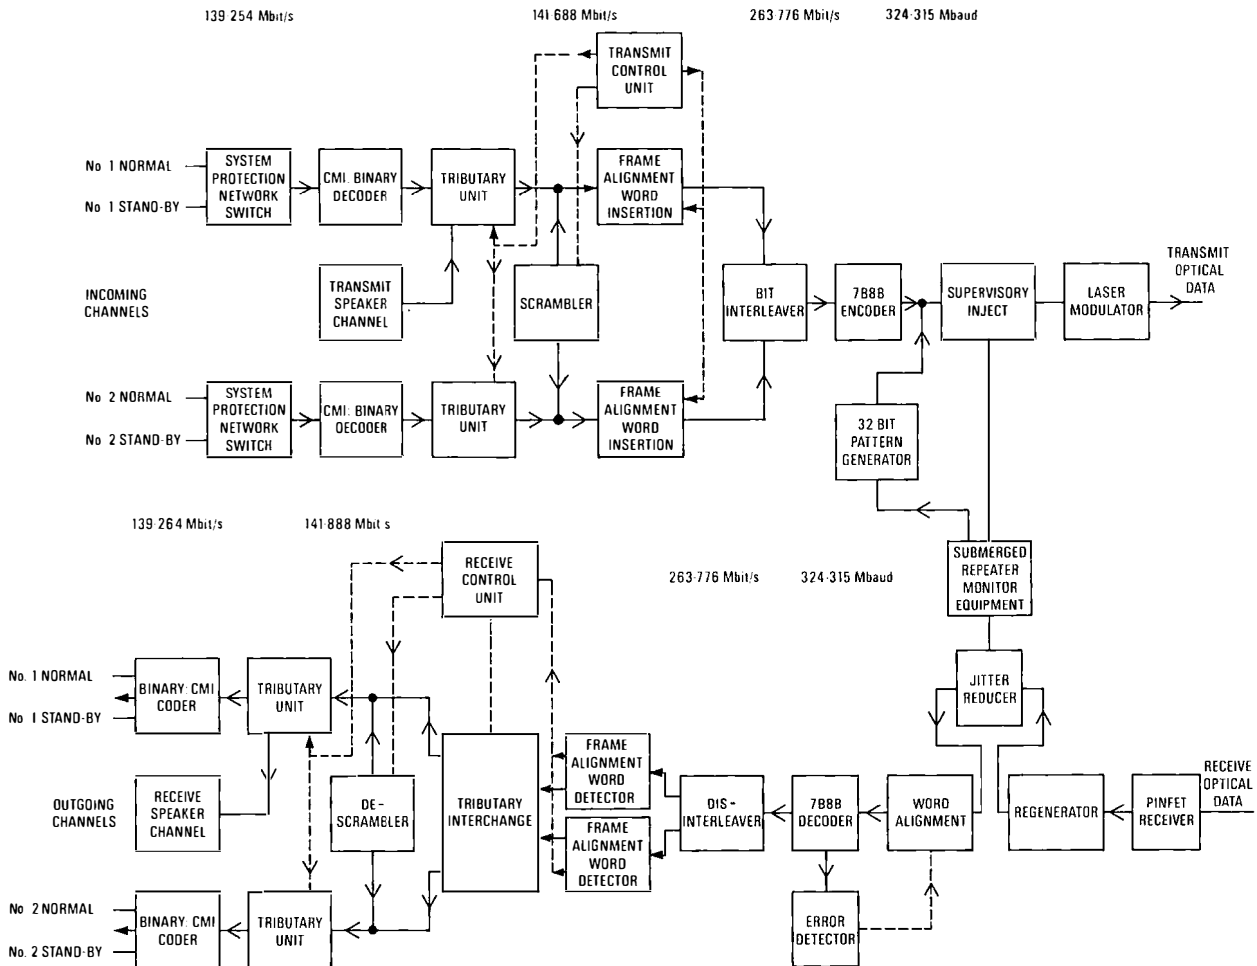 139·254 Mbit/s
141·688 Mbit/s
263·776 Mbit/s
324·315 Mbaud
TRANSMIT
CONTROL
UNIT
No 1 NORMAL
No 1 STAND-BY
SYSTEM
PROTECTION
NETWORK
SWITCH
CMI: BINARY
DECODER
TRIBUTARY
UNIT
FRAME
ALIGNMENT
WORD
INSERTION
INCOMING
CHANNELS
TRANSMIT
SPEAKER
CHANNEL
SCRAMBLER
BIT
INTERLEAVER
7B8B
ENCODER
SUPERVISORY
INJECT
LASER
MODULATOR
TRANSMIT
OPTICAL
DATA
No 2 NORMAL
No 2 STAND-BY
SYSTEM
PROTECTION
NETWORK
SWITCH
CMI: BINARY
DECODER
TRIBUTARY
UNIT
FRAME
ALIGNMENT
WORD
INSERTION
32 BIT
PATTERN
GENERATOR
139·264 Mbit/s
141·888 Mbit s
RECEIVE
CONTROL
UNIT
263·776 Mbit/s
324·315 Mbaud
SUBMERGED
REPEATER
MONITOR
EQUIPMENT
No. 1 NORMAL
No 1 STAND-BY
BINARY: CMI
CODER
TRIBUTARY
UNIT
JITTER
REDUCER
OUTGOING
CHANNELS
RECEIVE
SPEAKER
CHANNEL
DE-
SCRAMBLER
TRIBUTARY
INTERCHANGE
FRAME
ALIGNMENT
WORD
DETECTOR
FRAME
ALIGNMENT
WORD
DETECTOR
DIS-
INTERLEAVER
7B8B
DECODER
WORD
ALIGNMENT
REGENERATOR
PINFET
RECEIVER
RECEIVE
OPTICAL
DATA
No 2 NORMAL
No. 2 STAND-BY
BINARY: CMI
CODER
TRIBUTARY
UNIT
ERROR
DETECTOR